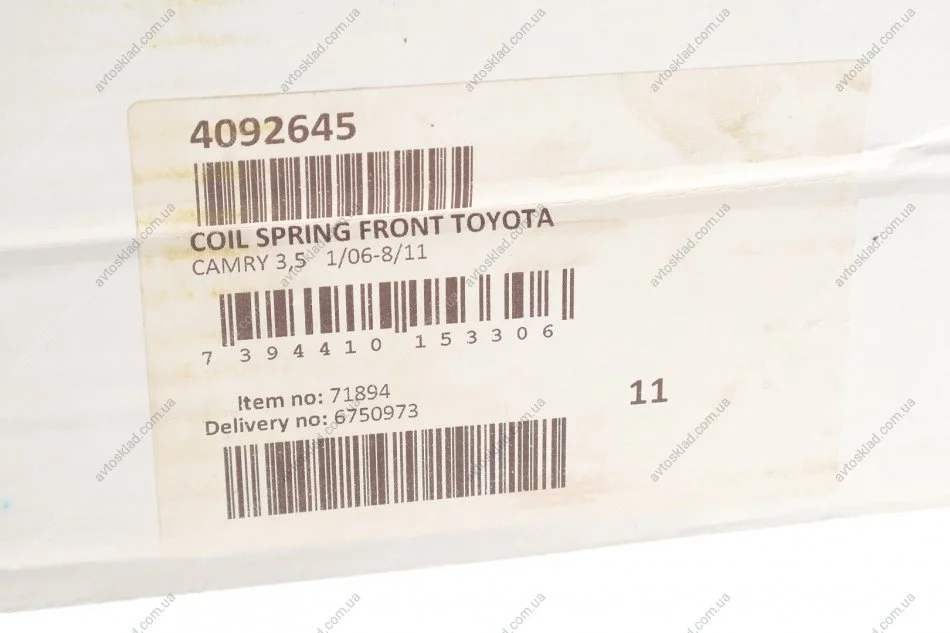 4092645
COIL SPRING FRONT TOYOTA
CAMRY 3,5 1/06-8/11
7 394410 153306
Item no: 71894
11
Delivery no: 6750973
avtosklad.com.ua